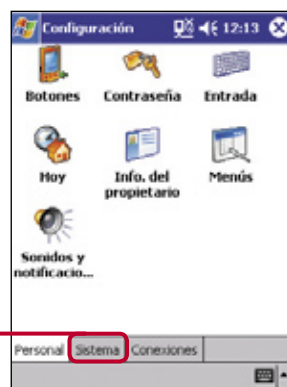 Configuración 12:13
Botones Contraseña Entrada
Hoy Info. del propietario Menús
Sonidos y notificacio...
Personal Sistema Conexiones